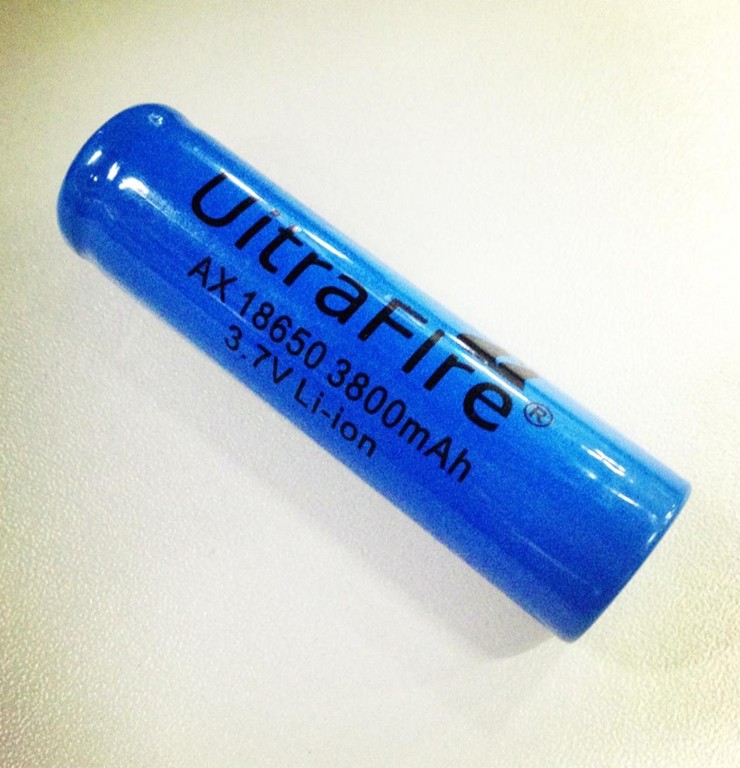 UltraFire®
AX 18650 3800mAh
3.7V Li-ion